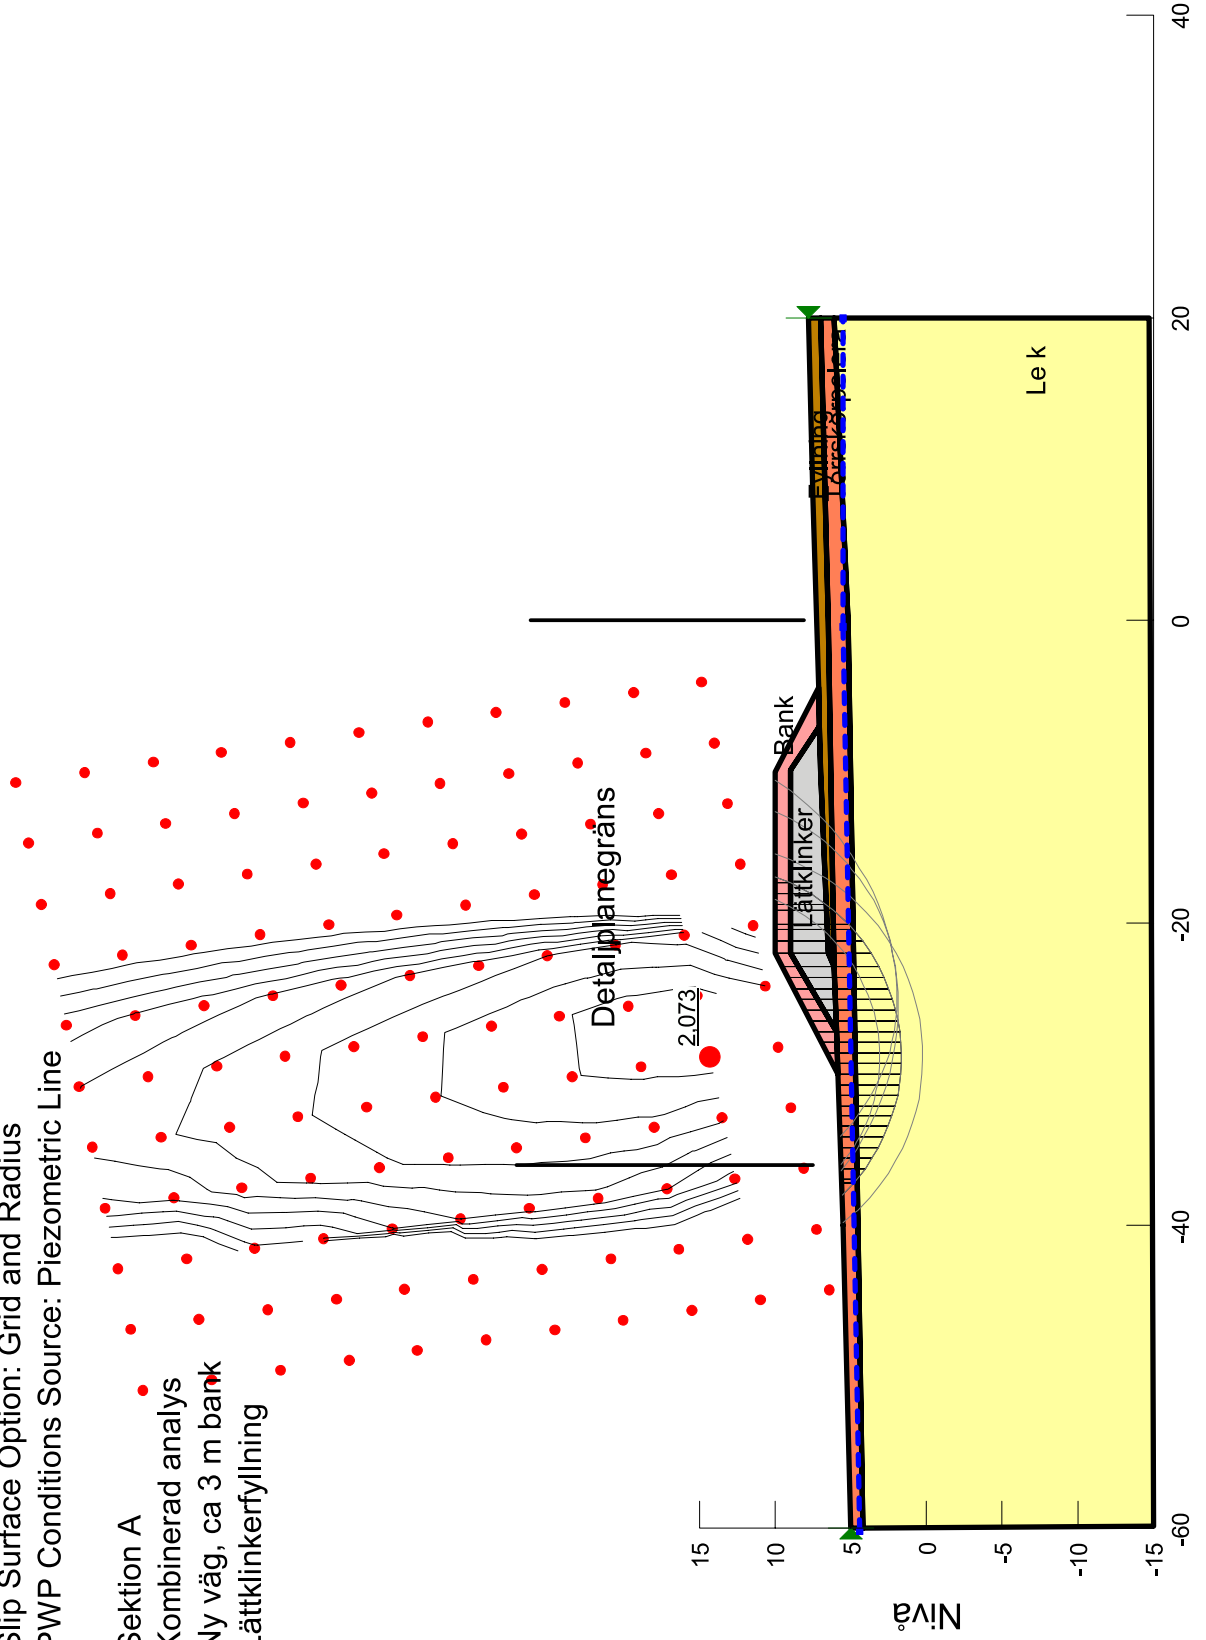 Slip Surface Option: Grid and Radius
PWP Conditions Source: Piezometric Line
Sektion A
Kombinerad analys
Ny väg, ca 3 m bank
Lättklinkerfyllning
Detaljplanegräns
2,073
Bank
Lättklinker
Fyllning
Torrskorpelera
Le k
Nivå
15
10
5
0
-5
-10
-15
-60
-40
-20
0
20
40